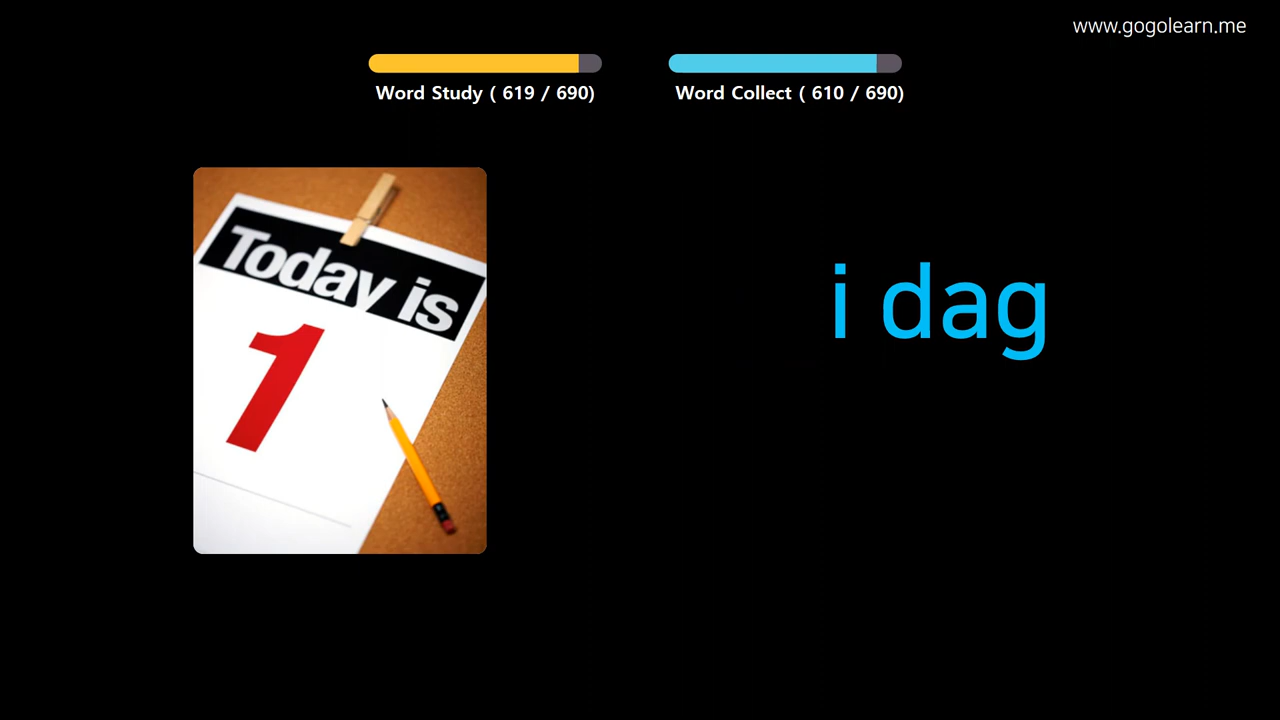 www.gogolearn.me
Word Study ( 619 / 690)
Word Collect ( 610 / 690)
Today is
1
i dag